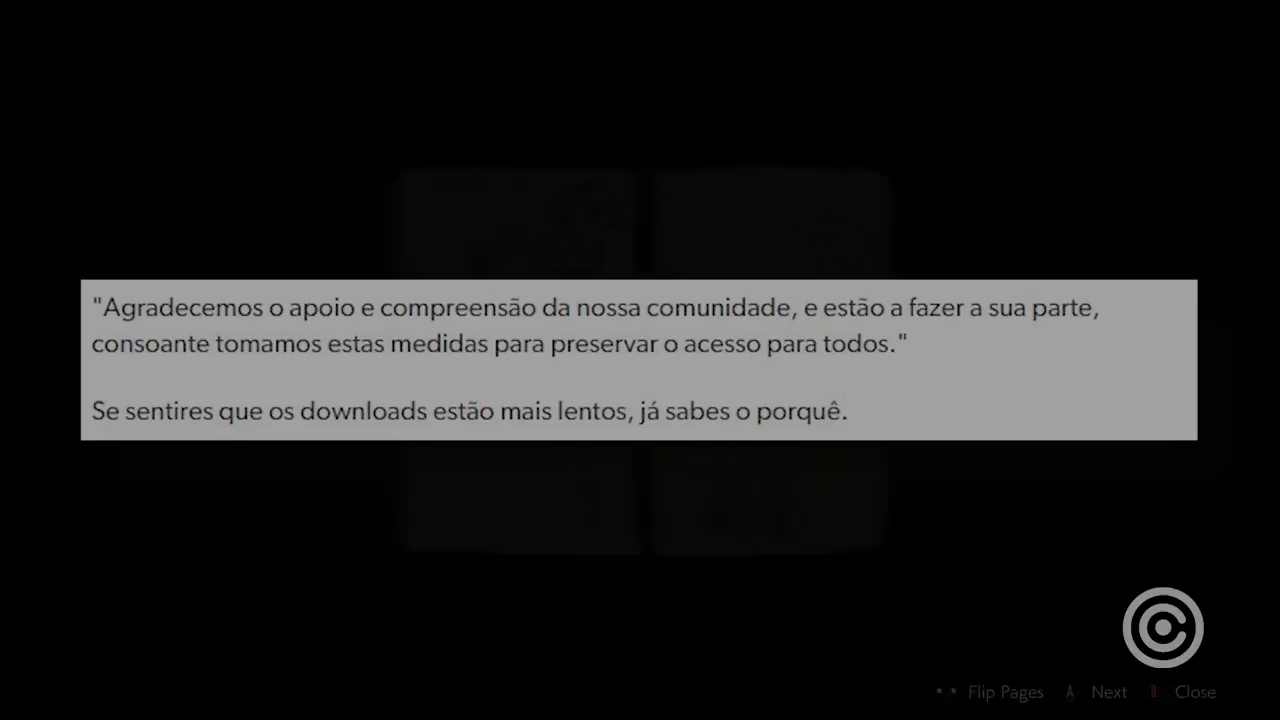 "Agradecemos o apoio e compreensão da nossa comunidade, e estão a fazer a sua parte,
consoante tomamos estas medidas para preservar o acesso para todos."
Se sentires que os downloads estão mais lentos, já sabes o porquê.
Flip Pages A Next B Close